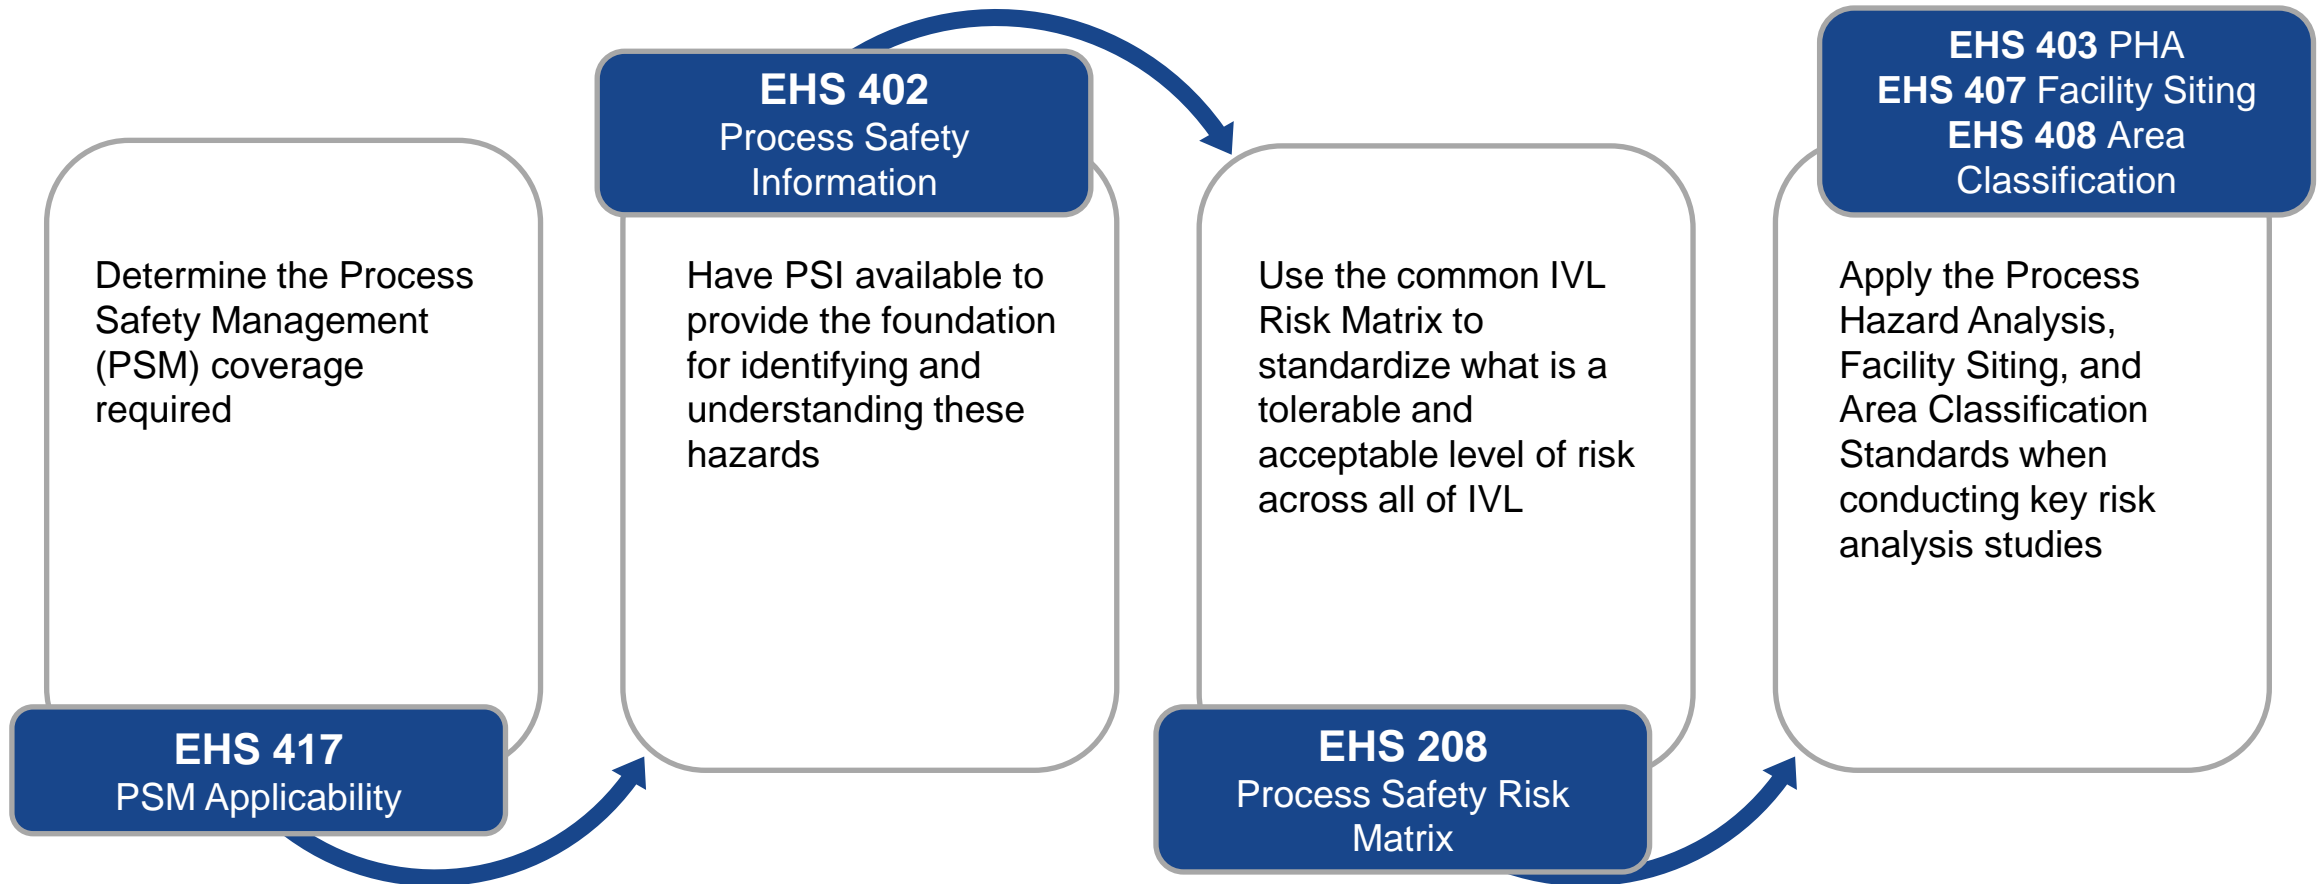 Determine the Process
Safety Management
(PSM) coverage
required
EHS 417
PSM Applicability
EHS 402
Process Safety
Information
Have PSI available to
provide the foundation
for identifying and
understanding these
hazards
Use the common IVL
Risk Matrix to
standardize what is a
tolerable and
acceptable level of risk
across all of IVL
EHS 208
Process Safety Risk
Matrix
EHS 403 PHA
EHS 407 Facility Siting
EHS 408 Area
Classification
Apply the Process
Hazard Analysis,
Facility Siting, and
Area Classification
Standards when
conducting key risk
analysis studies